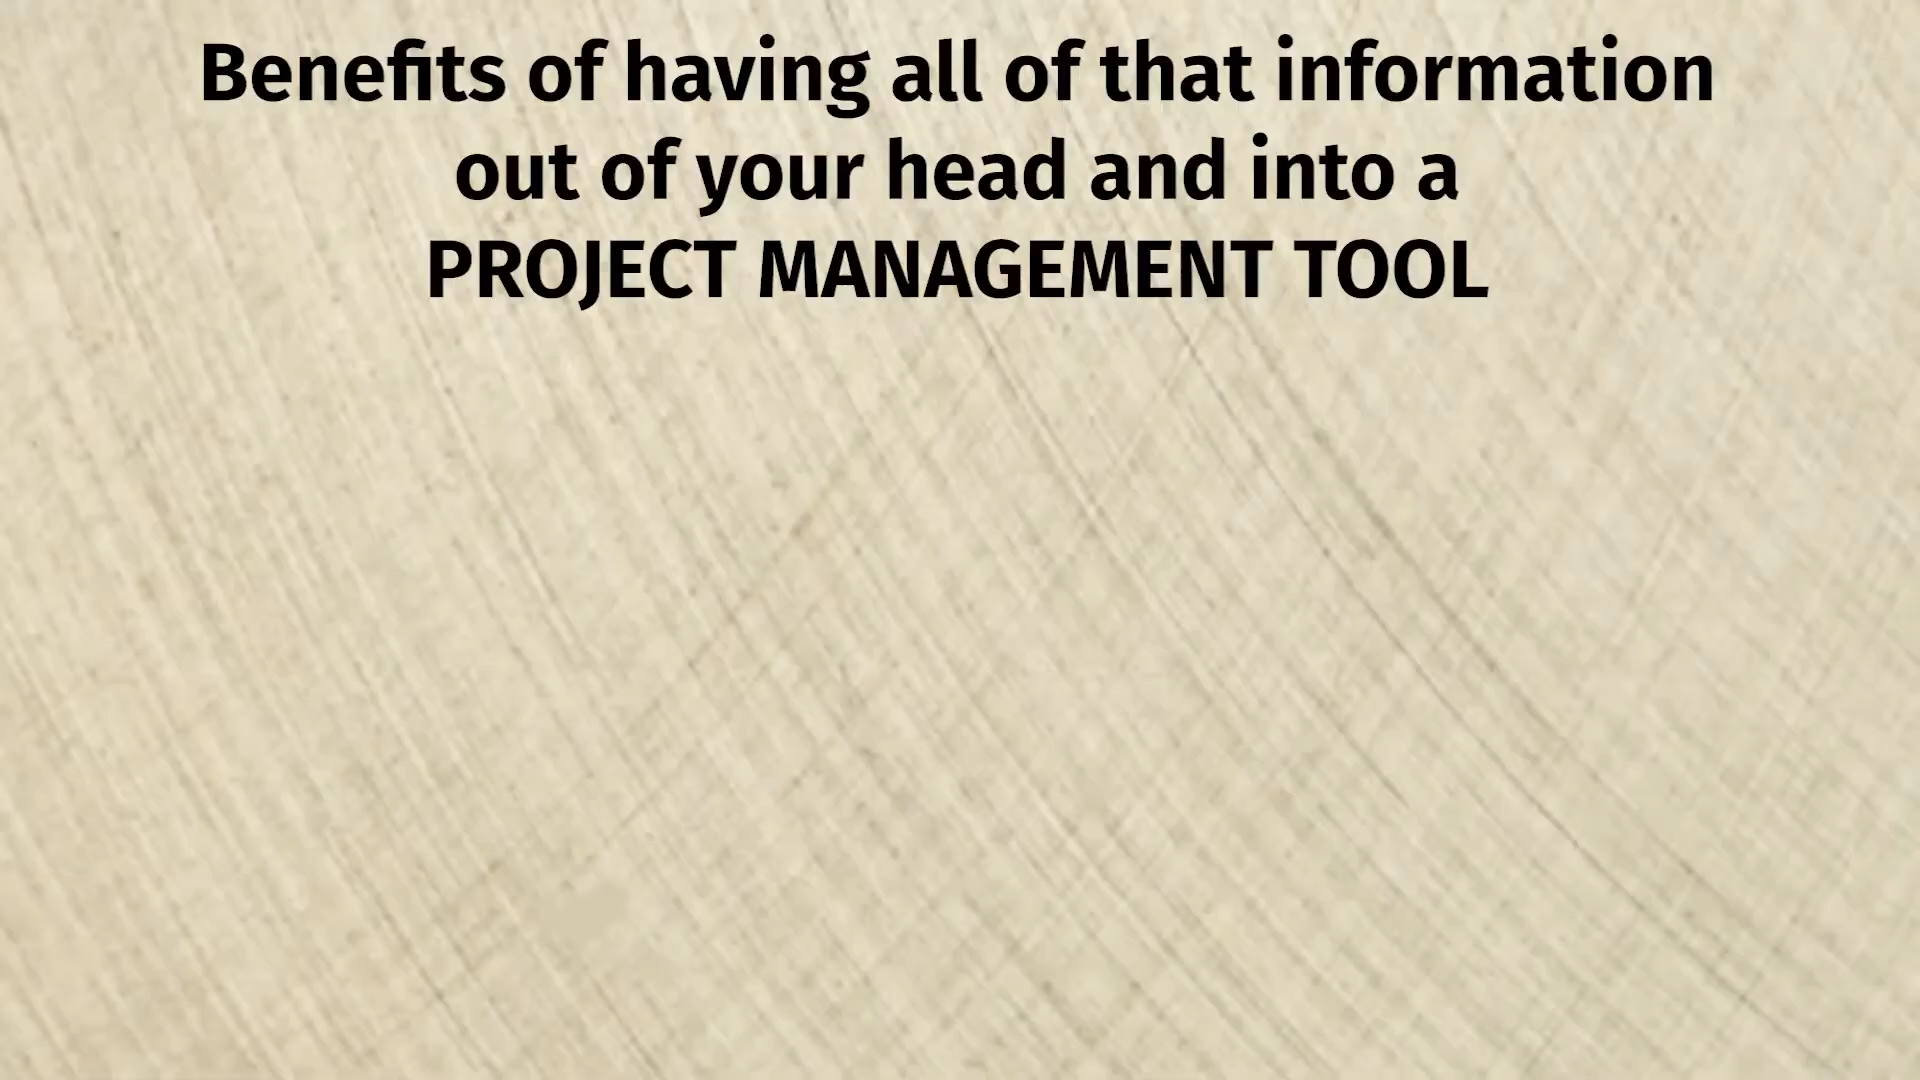 Benefits of having all of that information
out of your head and into a
PROJECT MANAGEMENT TOOL